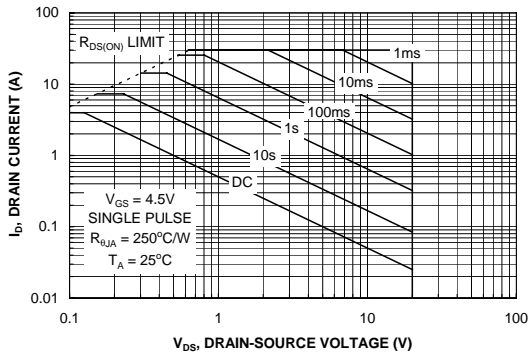 100
10
1
0.1
0.01
I_D, DRAIN CURRENT (A)
R_DS(ON) LIMIT
1ms
10ms
100ms
1s
10s
DC
V_GS = 4.5V
SINGLE PULSE
R_θJA = 250°C/W
T_A = 25°C
0.1 1 10 100
V_DS, DRAIN-SOURCE VOLTAGE (V)